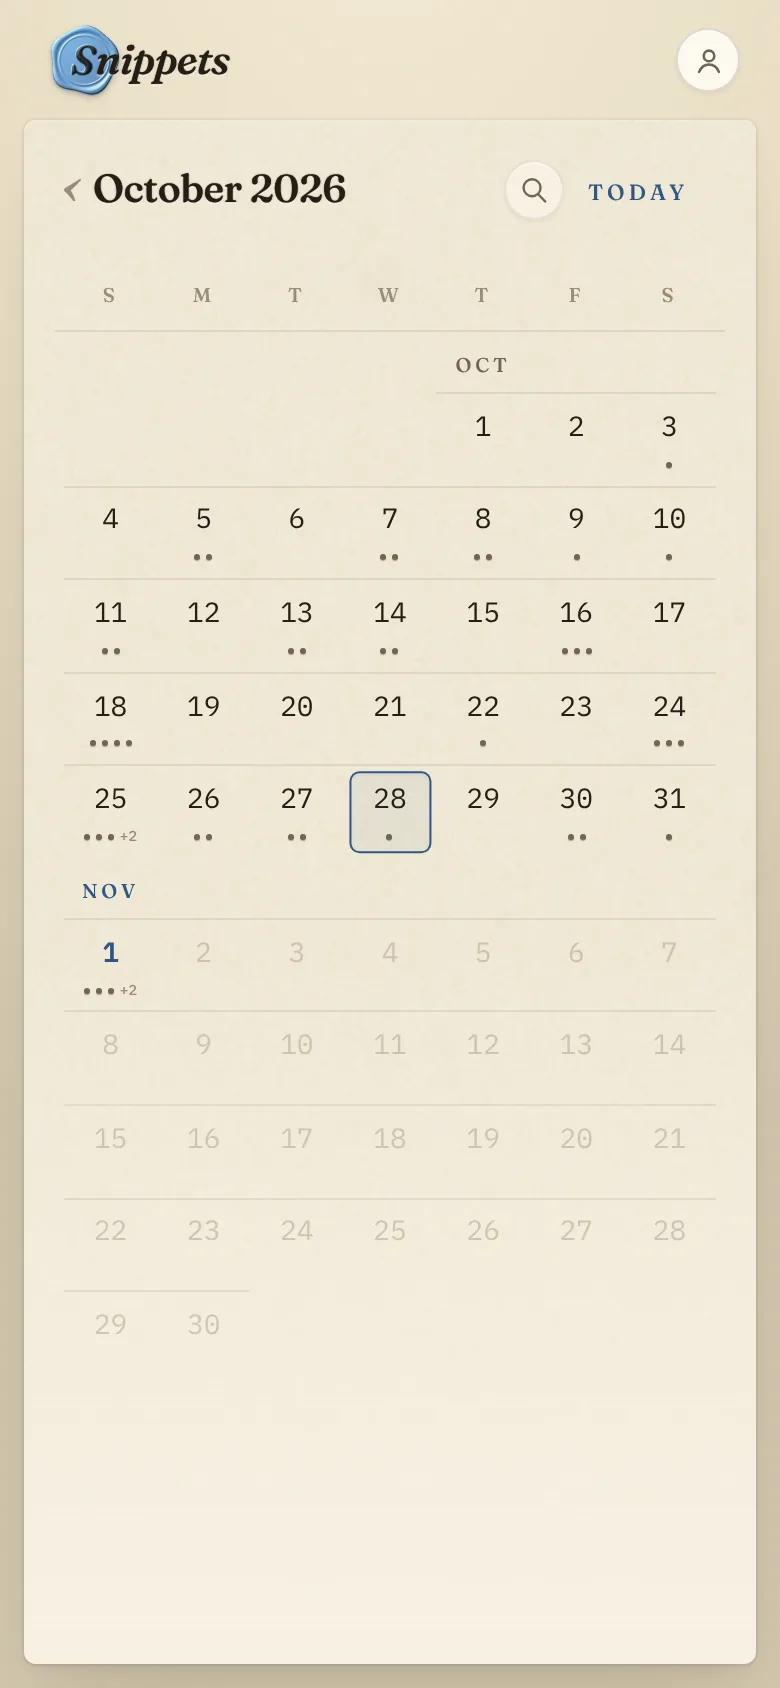 Snippets
October 2026 TODAY
S M T W T F S
OCT
1 2 3
4 5 6 7 8 9 10
11 12 13 14 15 16 17
18 19 20 21 22 23 24
25 26 27 28 29 30 31
+2
NOV
1 2 3 4 5 6 7
+2
8 9 10 11 12 13 14
15 16 17 18 19 20 21
22 23 24 25 26 27 28
29 30